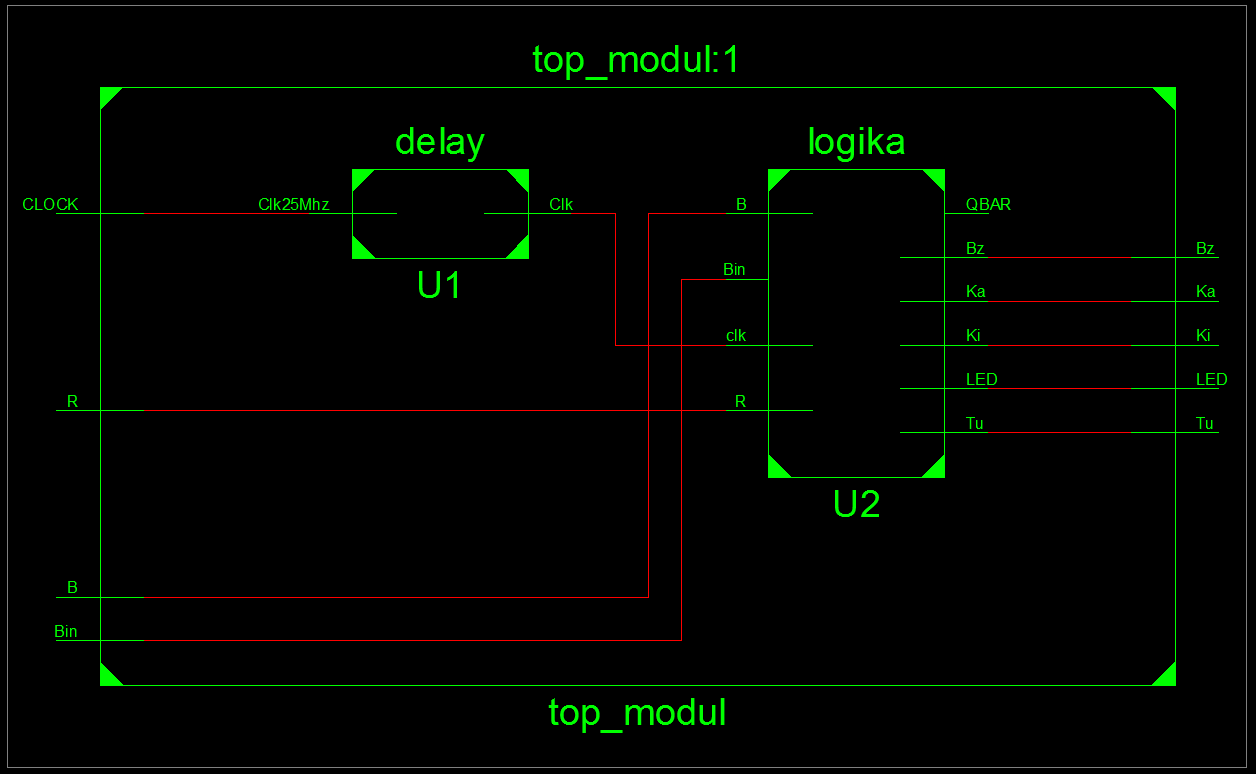 top_modul:1
delay
logika
CLOCK
Clk25Mhz
Clk
B
QBAR
Bz
Bz
Bin
Ka
Ka
clk
Ki
Ki
LED
LED
R
R
Tu
Tu
U1
U2
B
Bin
top_modul